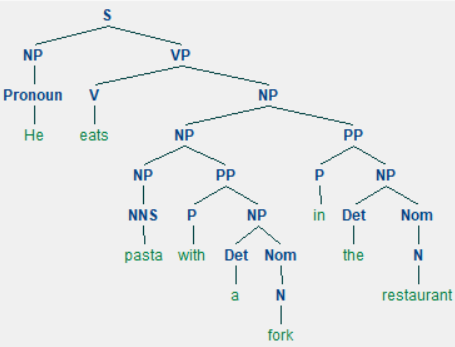 S
NP VP
Pronoun V NP
He eats
NP PP
NP PP P NP
NNS P NP in Det Nom
pasta with Det Nom the N
a N restaurant
fork